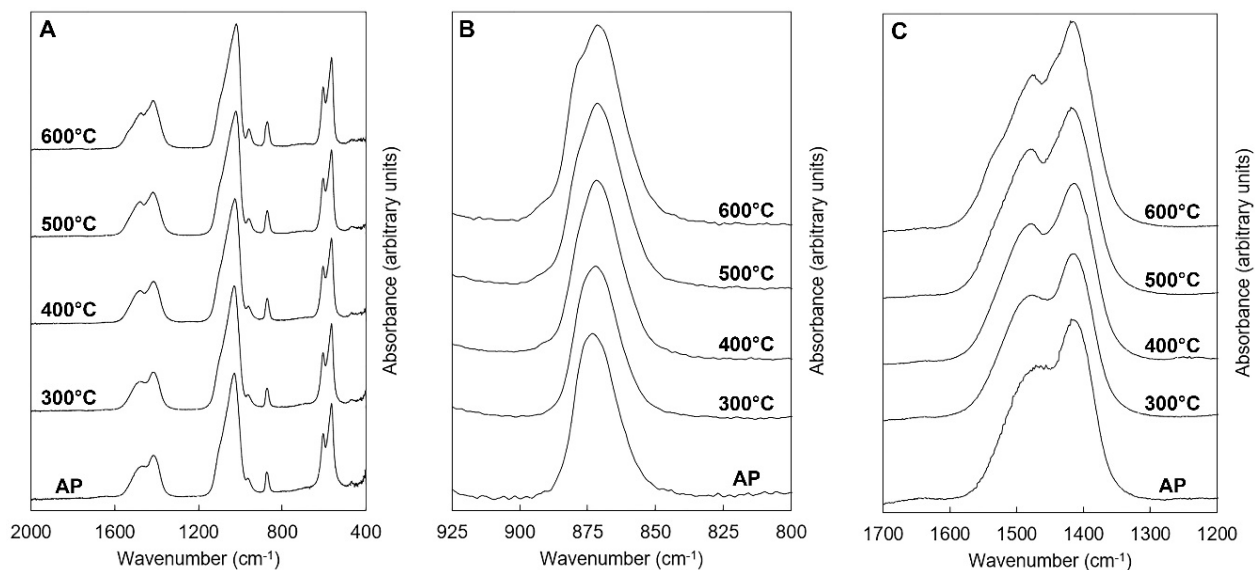 A
600°C
500°C
400°C
300°C
AP
2000 1600 1200 800 400
Wavenumber (cm⁻¹)
Absorbance (arbitrary units)
B
600°C
500°C
400°C
300°C
AP
925 900 875 850 825 800
Wavenumber (cm⁻¹)
Absorbance (arbitrary units)
C
600°C
500°C
400°C
300°C
AP
1700 1600 1500 1400 1300 1200
Wavenumber (cm⁻¹)
Absorbance (arbitrary units)